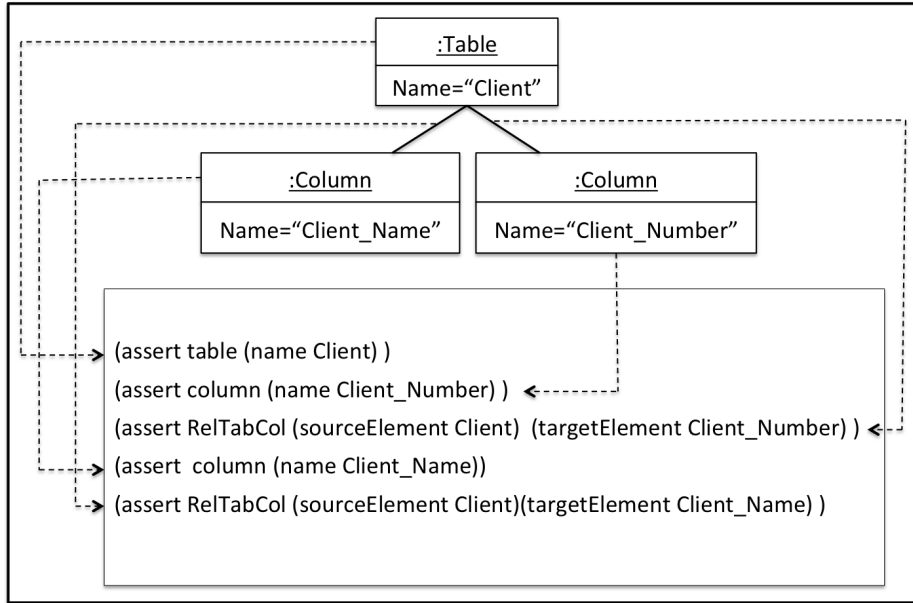 :Table
Name=“Client”
:Column
Name=“Client_Name”
:Column
Name=“Client_Number”
(assert table (name Client) )
(assert column (name Client_Number) )
(assert RelTabCol (sourceElement Client)  (targetElement Client_Number) )
(assert  column (name Client_Name))
(assert RelTabCol (sourceElement Client)(targetElement Client_Name) )